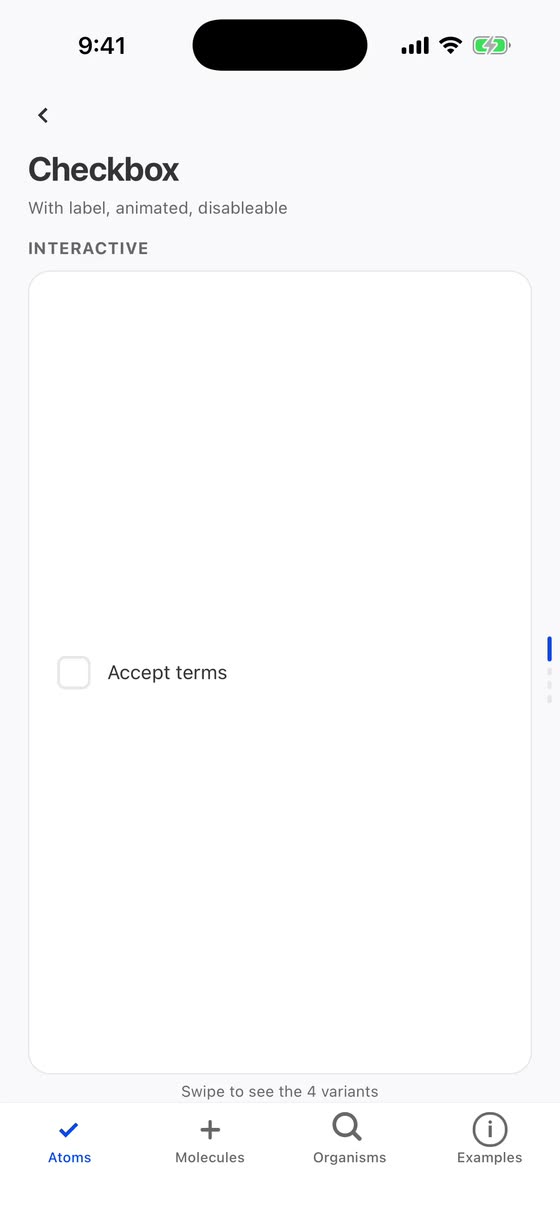 9:41
Checkbox
With label, animated, disableable
INTERACTIVE
Accept terms
Swipe to see the 4 variants
Atoms
Molecules
Organisms
Examples